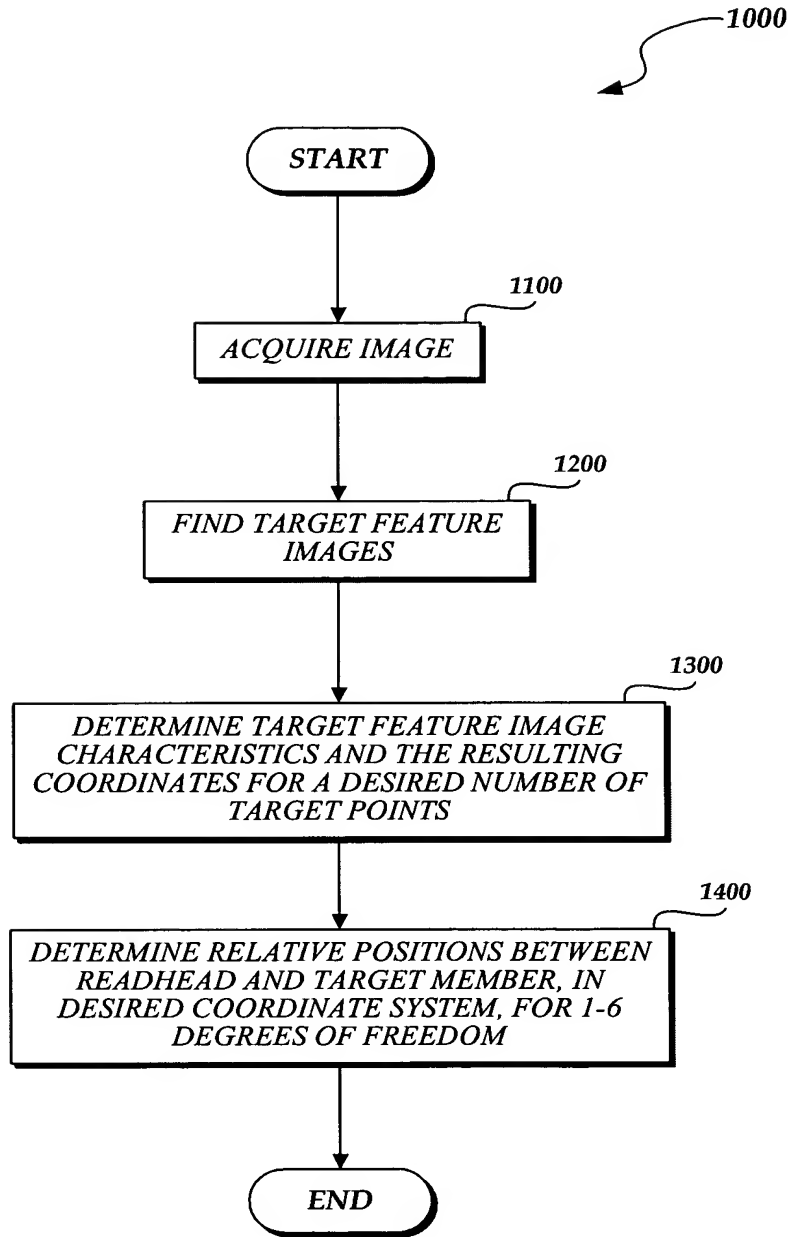 1000
START
1100
ACQUIRE IMAGE
1200
FIND TARGET FEATURE
IMAGES
1300
DETERMINE TARGET FEATURE IMAGE
CHARACTERISTICS AND THE RESULTING
COORDINATES FOR A DESIRED NUMBER OF
TARGET POINTS
1400
DETERMINE RELATIVE POSITIONS BETWEEN
READHEAD AND TARGET MEMBER, IN
DESIRED COORDINATE SYSTEM, FOR 1-6
DEGREES OF FREEDOM
END